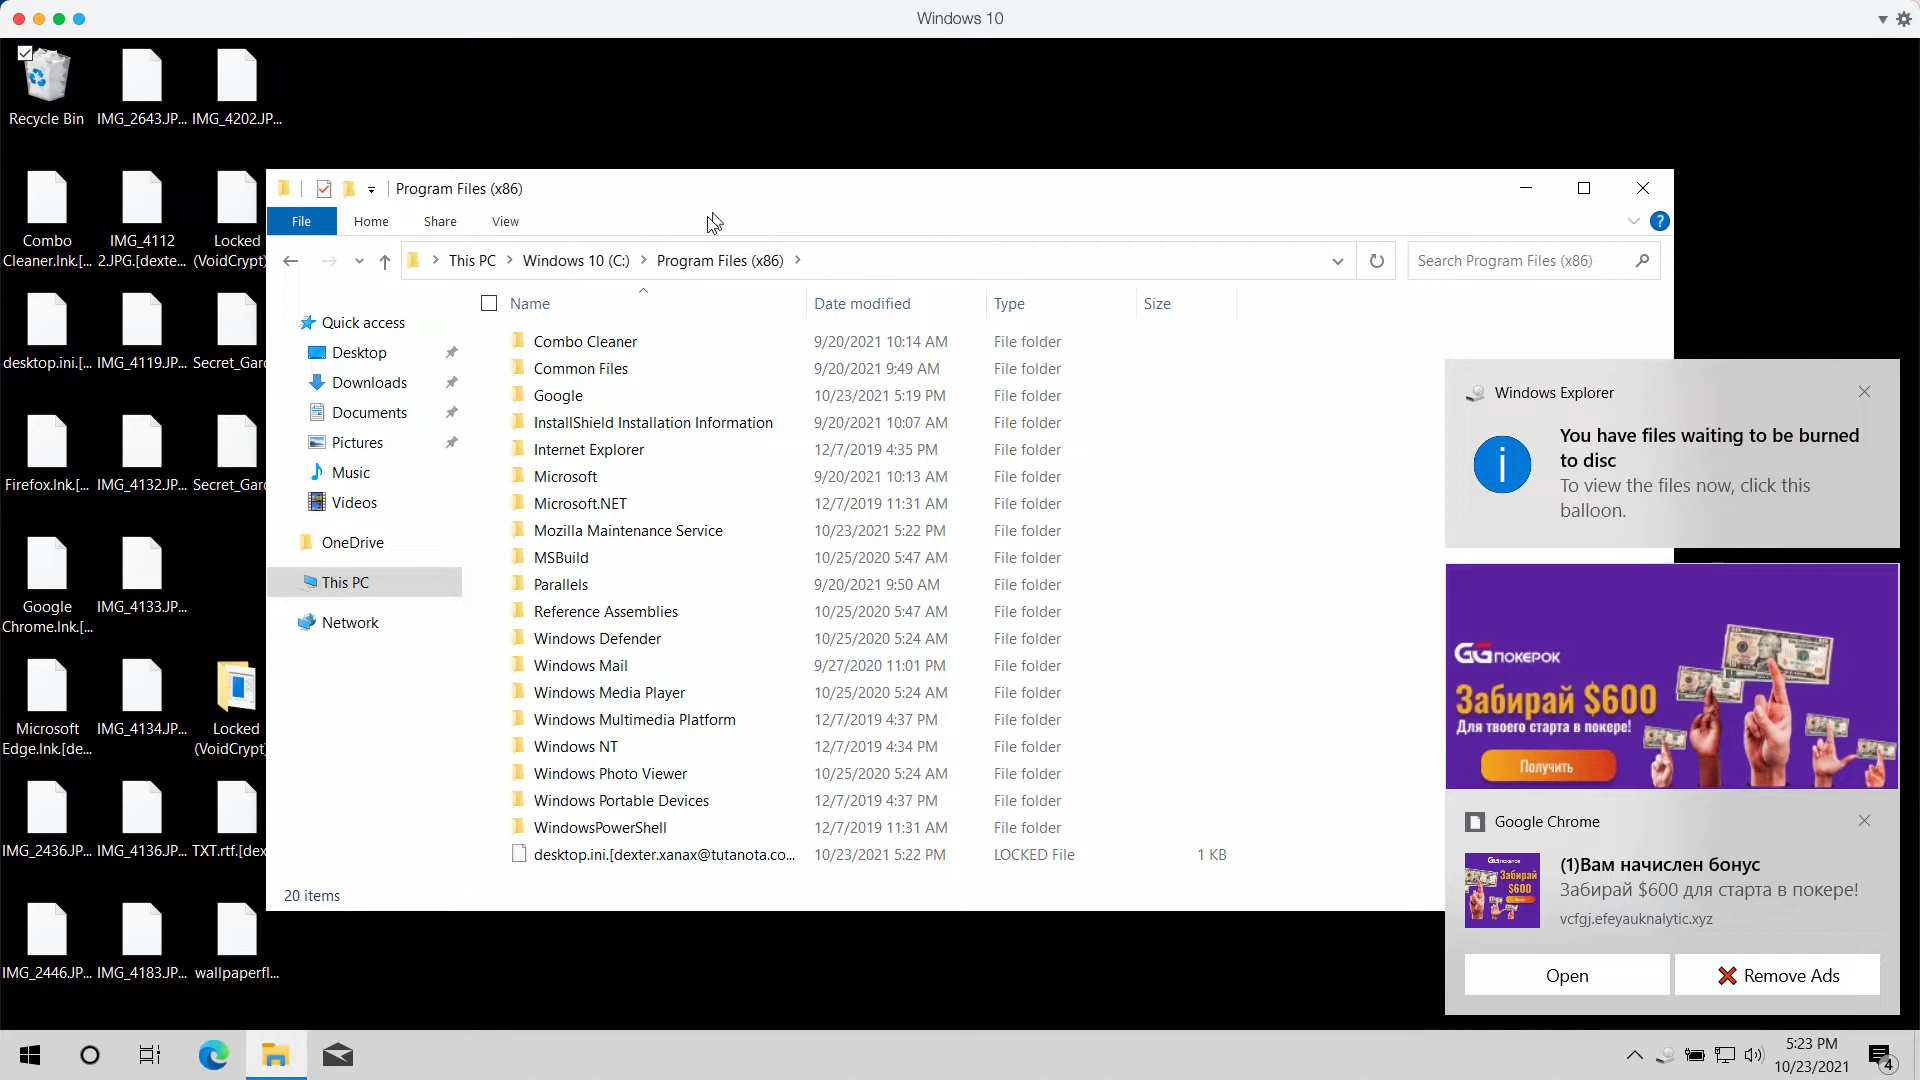 Windows 10
Recycle Bin
IMG_2643.JP...
IMG_4202.JP...
Combo
Cleaner.lnk.[...
IMG_4112
2.JPG.[dexte...
Locked
(VoidCrypt)
desktop.ini.[...
IMG_4119.JP...
Secret_Gard
Firefox.lnk.[...
IMG_4132.JP...
Secret_Gard
Google
Chrome.lnk.[...
IMG_4133.JP...
Microsoft
Edge.lnk.[de...
IMG_4134.JP...
Locked
(VoidCrypt)
IMG_2436.JP...
IMG_4136.JP...
TXT.rtf.[dex
IMG_2446.JP...
IMG_4183.JP...
wallpaperfl...
Program Files (x86)
File
Home
Share
View
?
This PC
Windows 10 (C:)
Program Files (x86)
Search Program Files (x86)
Quick access
Desktop
Downloads
Documents
Pictures
Music
Videos
OneDrive
This PC
Network
Name Date modified Type Size
Combo Cleaner 9/20/2021 10:14 AM File folder
Common Files 9/20/2021 9:49 AM File folder
Google 10/23/2021 5:19 PM File folder
InstallShield Installation Information 9/20/2021 10:07 AM File folder
Internet Explorer 12/7/2019 4:35 PM File folder
Microsoft 9/20/2021 10:13 AM File folder
Microsoft.NET 12/7/2019 11:31 AM File folder
Mozilla Maintenance Service 10/23/2021 5:22 PM File folder
MSBuild 10/25/2020 5:47 AM File folder
Parallels 9/20/2021 9:50 AM File folder
Reference Assemblies 10/25/2020 5:47 AM File folder
Windows Defender 10/25/2020 5:24 AM File folder
Windows Mail 9/27/2020 11:01 PM File folder
Windows Media Player 10/25/2020 5:24 AM File folder
Windows Multimedia Platform 12/7/2019 4:37 PM File folder
Windows NT 12/7/2019 4:34 PM File folder
Windows Photo Viewer 10/25/2020 5:24 AM File folder
Windows Portable Devices 12/7/2019 4:37 PM File folder
WindowsPowerShell 12/7/2019 11:31 AM File folder
desktop.ini.[dexter.xanax@tutanota.co... 10/23/2021 5:22 PM LOCKED File 1 KB
20 items
Windows Explorer
You have files waiting to be burned
to disc
To view the files now, click this
balloon.
GGПОКЕРОК
Забирай $600
Для твоего старта в покере!
Получить
Google Chrome
(1)Вам начислен бонус
Забирай $600 для старта в покере!
vcfgj.efeyauknalytic.xyz
Open
Remove Ads
5:23 PM
10/23/2021
4